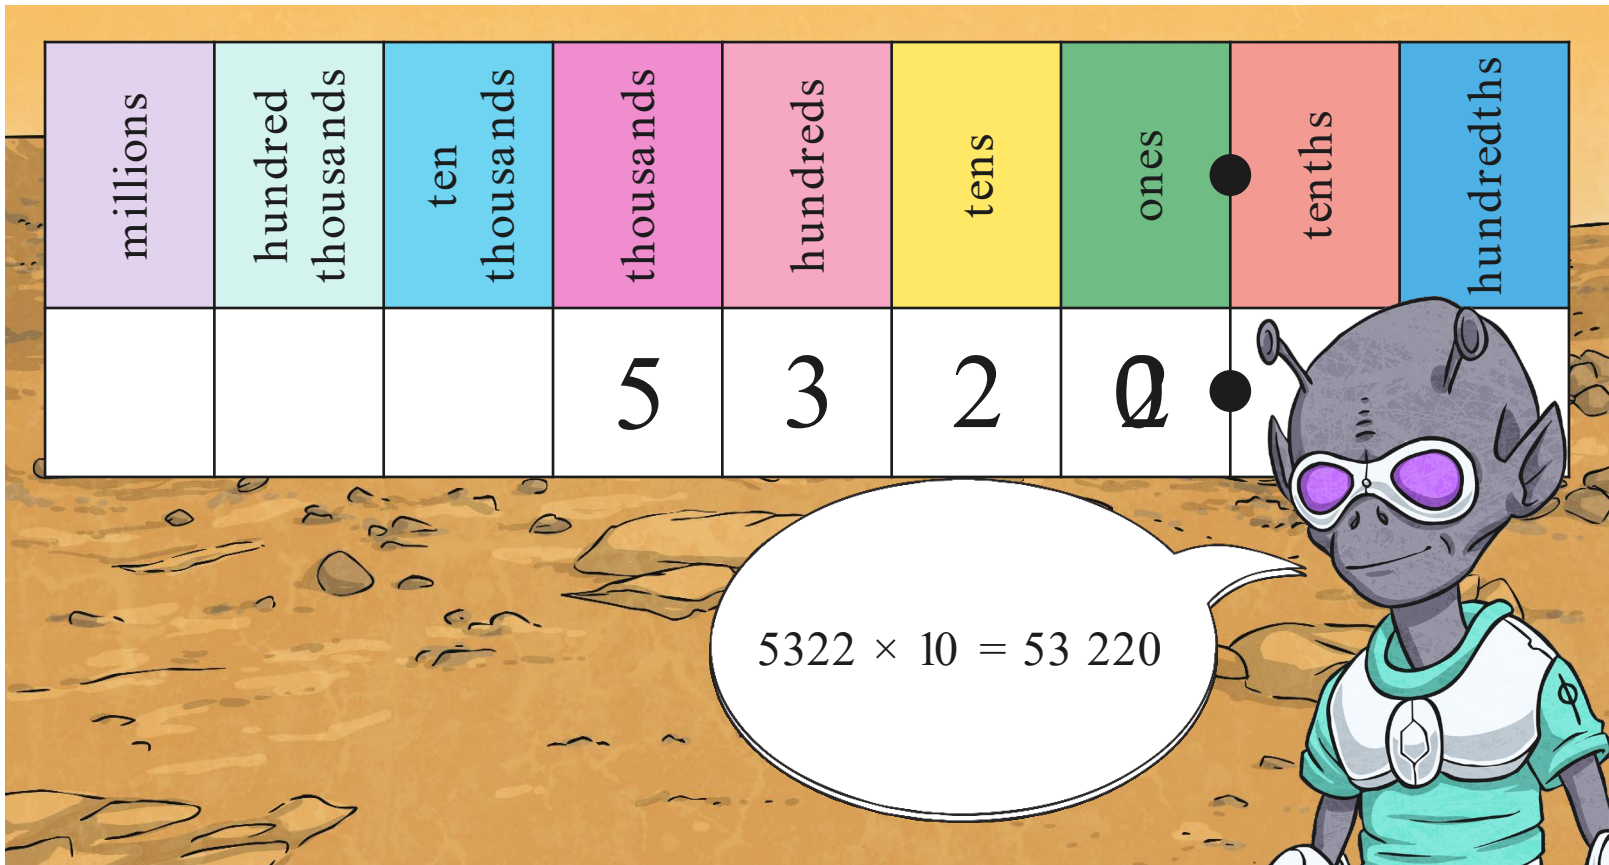 millions
hundred
thousands
ten
thousands
thousands
hundreds
tens
ones
tenths
hundredths
5 3 2
5322 × 10 = 53 220